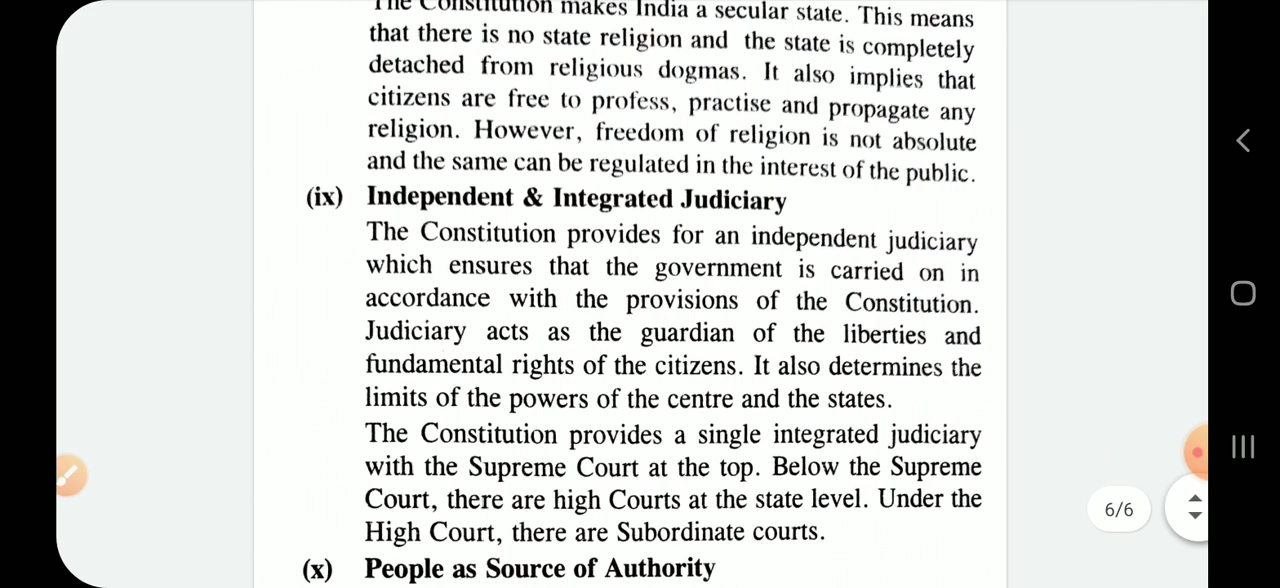 The Constitution makes India a secular state. This means
that there is no state religion and the state is completely
detached from religious dogmas. It also implies that
citizens are free to profess, practise and propagate any
religion. However, freedom of religion is not absolute
and the same can be regulated in the interest of the public.
(ix) Independent & Integrated Judiciary
The Constitution provides for an independent judiciary
which ensures that the government is carried on in
accordance with the provisions of the Constitution.
Judiciary acts as the guardian of the liberties and
fundamental rights of the citizens. It also determines the
limits of the powers of the centre and the states.
The Constitution provides a single integrated judiciary
with the Supreme Court at the top. Below the Supreme
Court, there are high Courts at the state level. Under the
High Court, there are Subordinate courts.
6/6
(x) People as Source of Authority